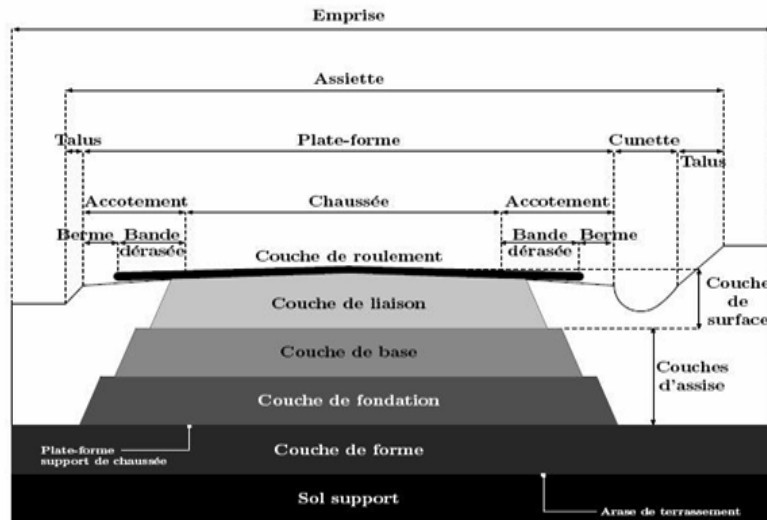 Emprise
Assiette
Talus
Plate-forme
Cunette
Talus
Accotement
Chaussée
Accotement
Berme
Bande
dérasée
Bande
dérasée
Berme
Couche de roulement
Couche de liaison
Couche
de
surface
Couche de base
Couches
d'assise
Couche de fondation
Plate-forme
support de chaussée
Couche de forme
Sol support
Arase de terrassement